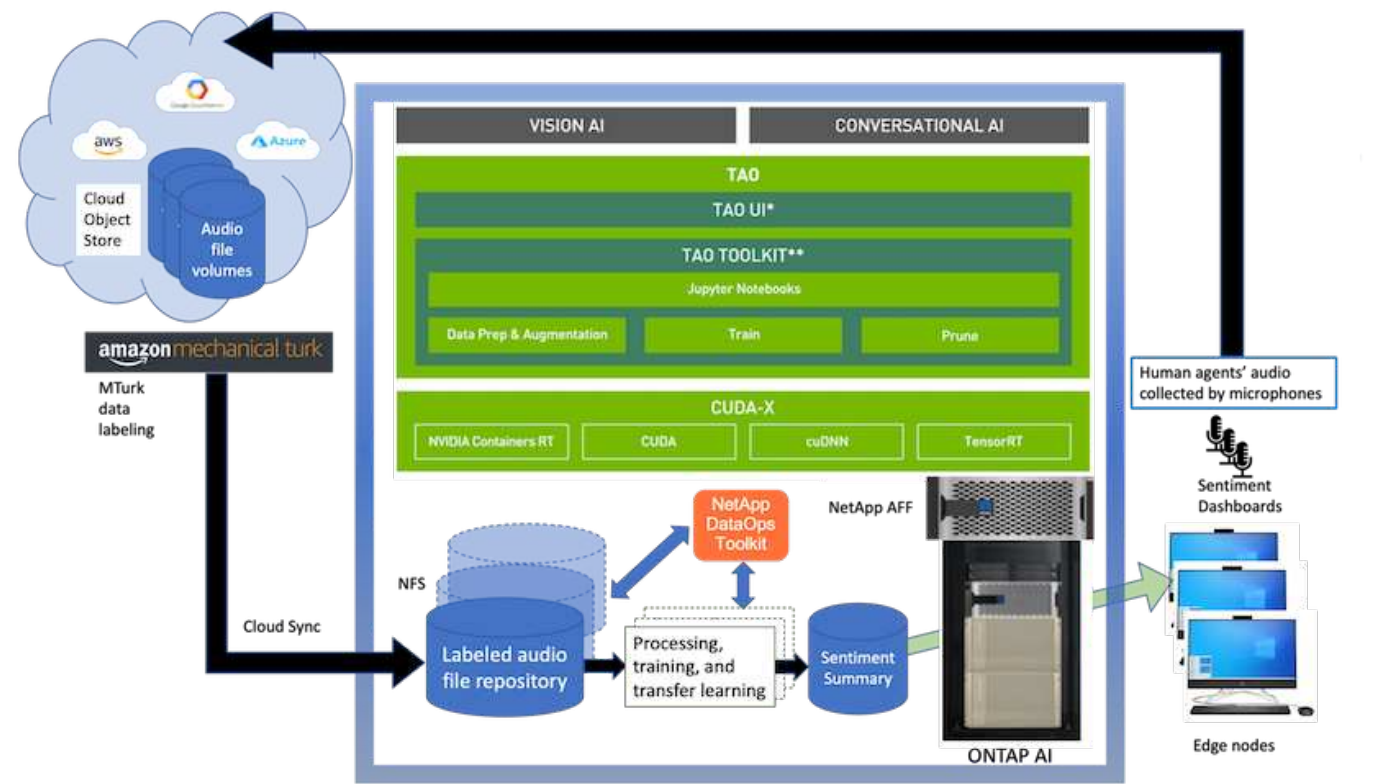 aws
Azure
Cloud
Object
Store
Audio
file
volumes
amazon mechanical turk
MTurk
data
labeling
Cloud Sync
VISION AI
CONVERSATIONAL AI
TAO
TAO UI*
TAO TOOLKIT**
Jupyter Notebooks
Data Prep & Augmentation
Train
Prune
CUDA-X
NVIDIA Containers RT
CUDA
cuDNN
TensorRT
NetApp
DataOps
Toolkit
NetApp AFF
NFS
Labeled audio
file repository
Processing,
training, and
transfer learning
Sentiment
Summary
ONTAP AI
Human agents' audio
collected by microphones
Sentiment
Dashboards
Edge nodes